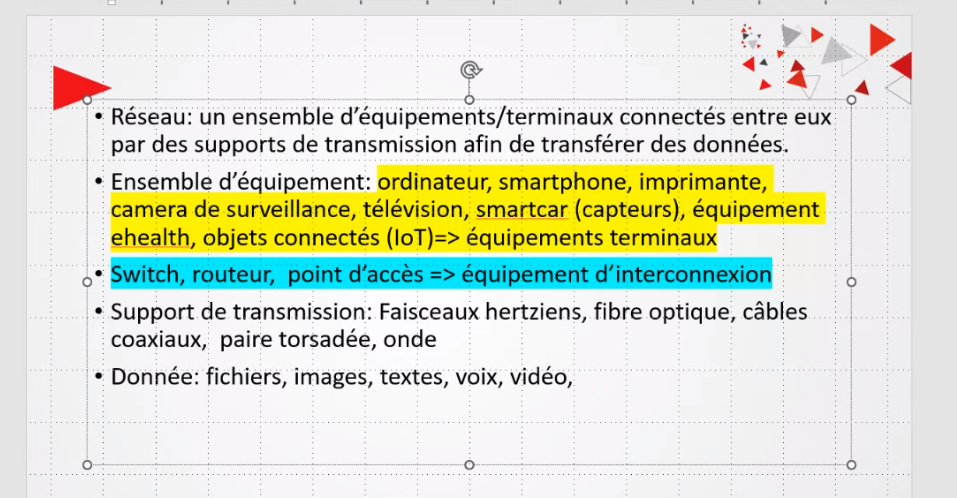 • Réseau: un ensemble d’équipements/terminaux connectés entre eux
par des supports de transmission afin de transférer des données.
• Ensemble d’équipement: ordinateur, smartphone, imprimante,
camera de surveillance, télévision, smartcar (capteurs), équipement
ehealth, objets connectés (IoT)=> équipements terminaux
• Switch, routeur,  point d’accès => équipement d’interconnexion
• Support de transmission: Faisceaux hertziens, fibre optique, câbles
coaxiaux,  paire torsadée, onde
• Donnée: fichiers, images, textes, voix, vidéo,